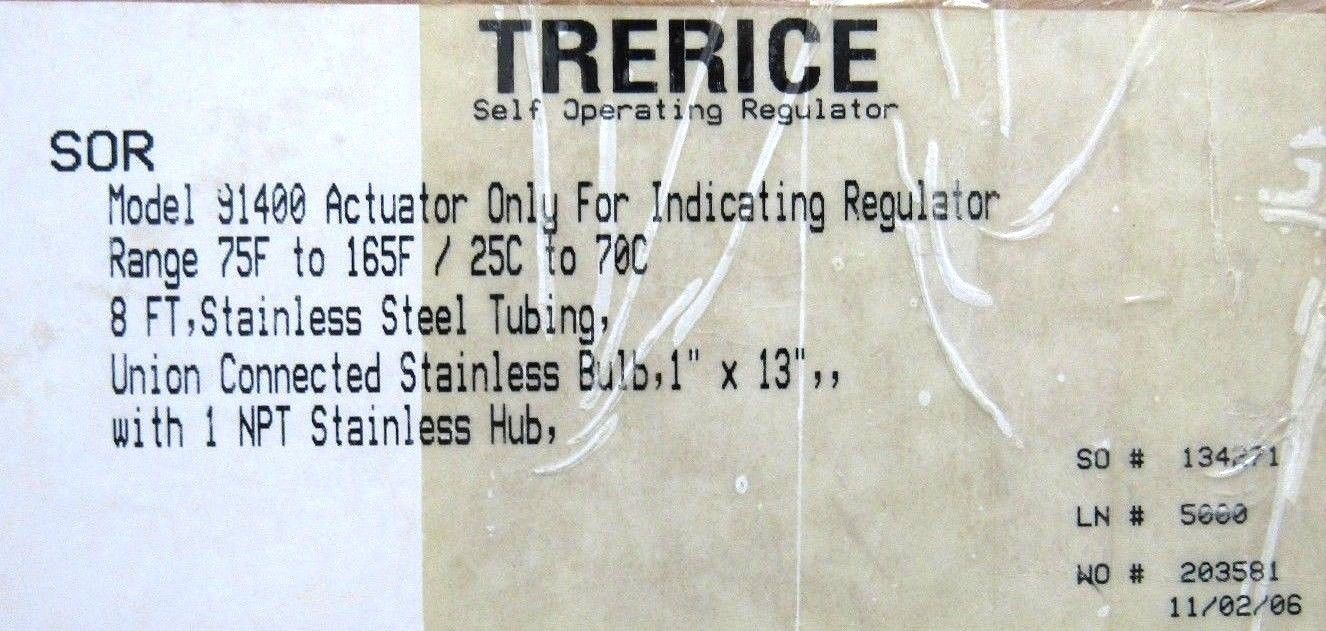 TRERICE
Self Operating Regulator
SOR
Model 91400 Actuator Only For Indicating Regulator
Range 75F to 165F / 25C to 70C
8 FT,Stainless Steel Tubing,
Union Connected Stainless Bulb,1" x 13",,
with 1 NPT Stainless Hub,
SO # 134271
LN # 5000
WO # 203581
11/02/06